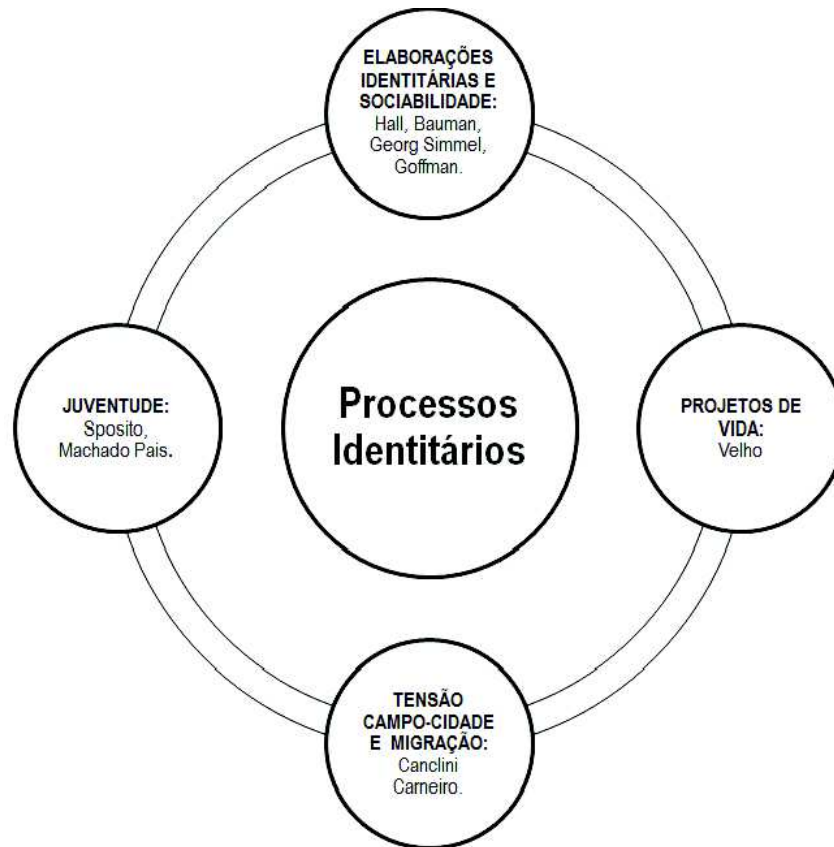 ELABORAÇÕES
IDENTITÁRIAS E
SOCIABILIDADE:
Hall, Bauman,
Georg Simmel,
Goffman.
JUVENTUDE:
Sposito,
Machado Pais.
Processos
Identitários
PROJETOS DE
VIDA:
Velho
TENSÃO
CAMPO-CIDADE
E MIGRAÇÃO:
Canclini
Carneiro.